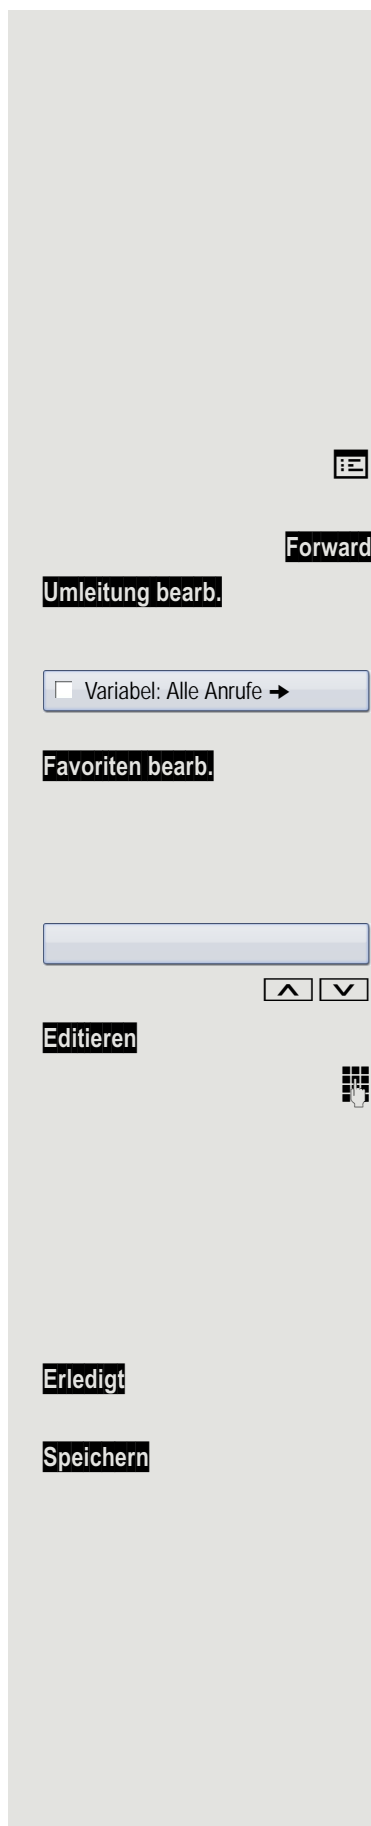 Forward
Umleitung bearb.
Variabel: Alle Anrufe ➔
Favoriten bearb.
Editieren
Erledigt
Speichern